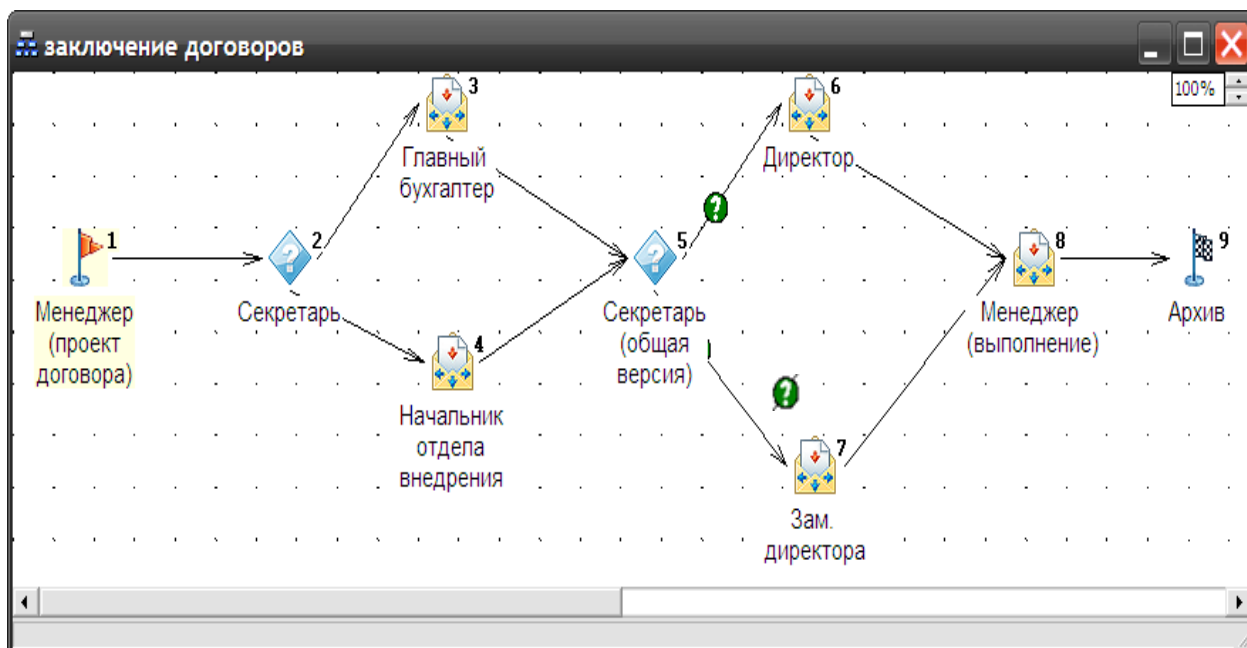 заключение договоров
100%
3
Главный
бухгалтер
6
Директор
1
Менеджер
(проект
договора)
2
Секретарь
5
Секретарь
(общая
версия)
8
Менеджер
(выполнение)
9
Архив
4
Начальник
отдела
внедрения
7
Зам.
директора